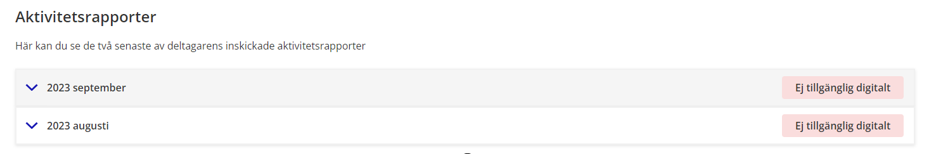 Aktivitetsrapporter
Här kan du se de två senaste av deltagarens inskickade aktivitetsrapporter
2023 september Ej tillgänglig digitalt
2023 augusti Ej tillgänglig digitalt